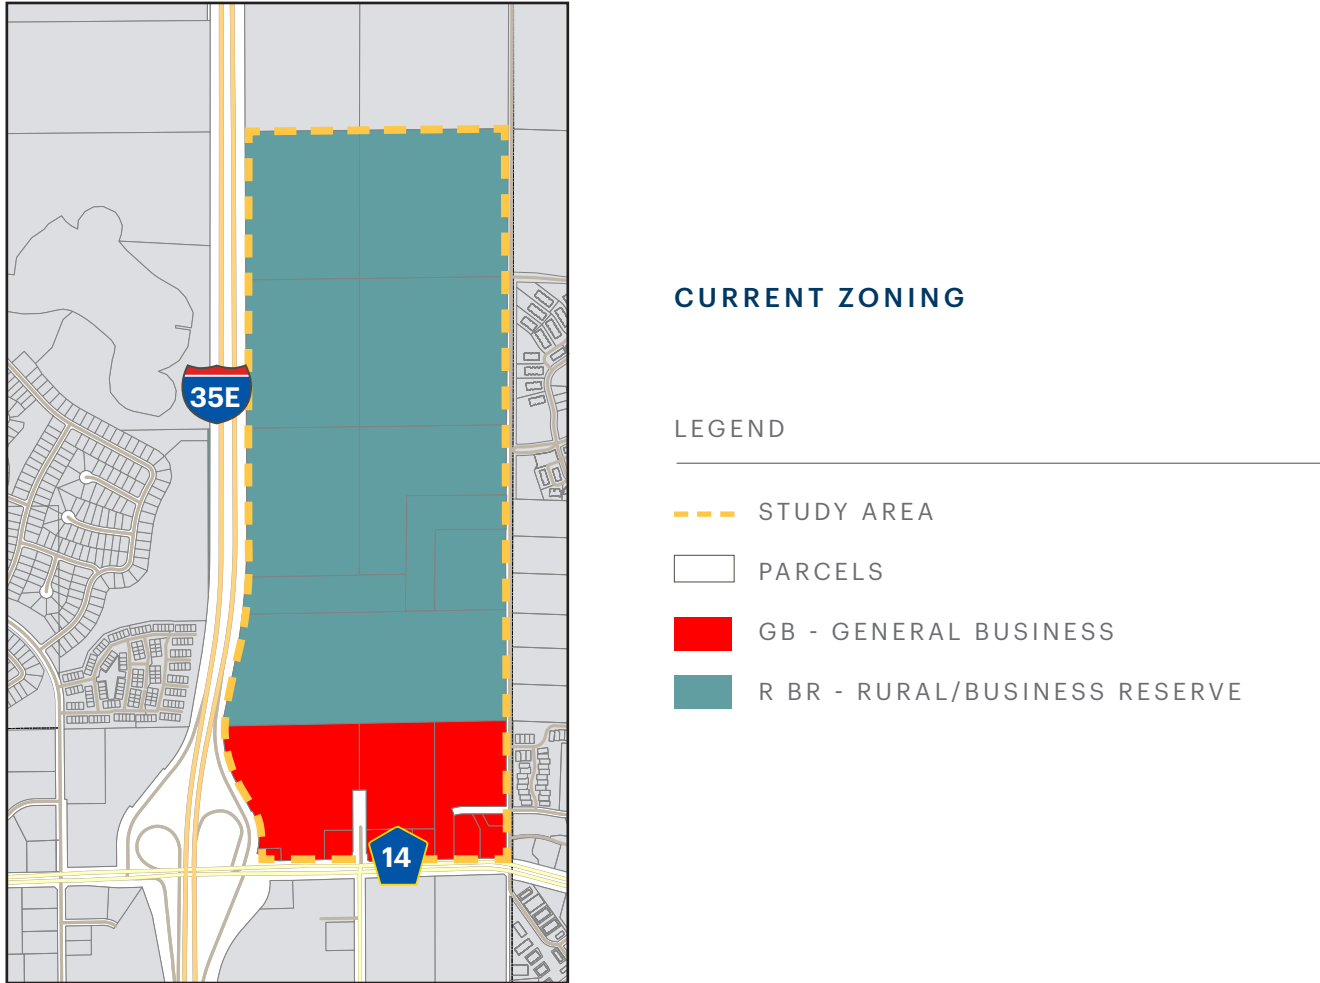 35E
14
CURRENT ZONING
LEGEND
STUDY AREA
PARCELS
GB - GENERAL BUSINESS
R BR - RURAL/BUSINESS RESERVE